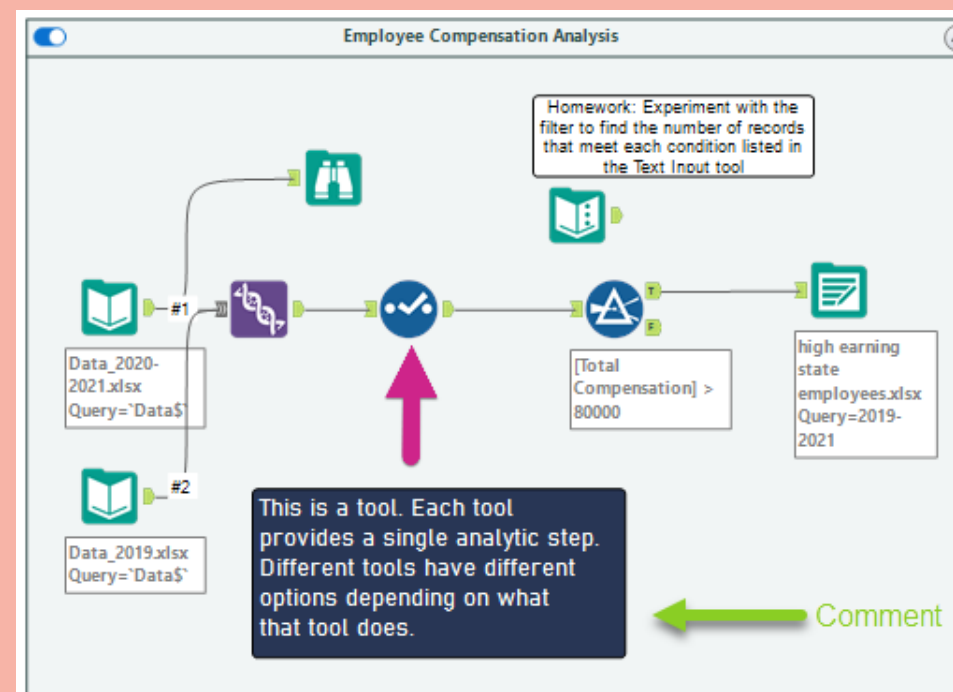 Employee Compensation Analysis
Homework: Experiment with the
filter to find the number of records
that meet each condition listed in
the Text Input tool
#1
Data_2020-
2021.xlsx
Query=`Data$`
T
F
[Total
Compensation] >
80000
high earning
state
employees.xlsx
Query=2019-
2021
#2
Data_2019.xlsx
Query=`Data$`
This is a tool. Each tool
provides a single analytic step.
Different tools have different
options depending on what
that tool does.
Comment